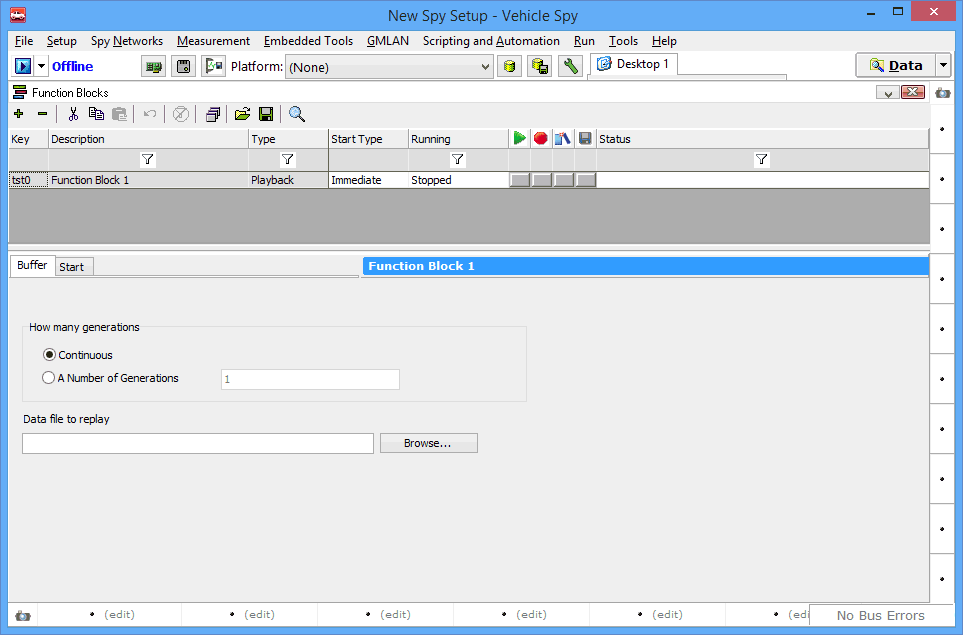 New Spy Setup - Vehicle Spy
File Setup Spy Networks Measurement Embedded Tools GMLAN Scripting and Automation Run Tools Help
Offline Platform: (None) Desktop 1 Data
Function Blocks
Key Description Type Start Type Running Status
tst0 Function Block 1 Playback Immediate Stopped
Buffer Start Function Block 1
How many generations
Continuous
A Number of Generations 1
Data file to replay
Browse...
(edit) (edit) (edit) (edit) (edit) (edi No Bus Errors